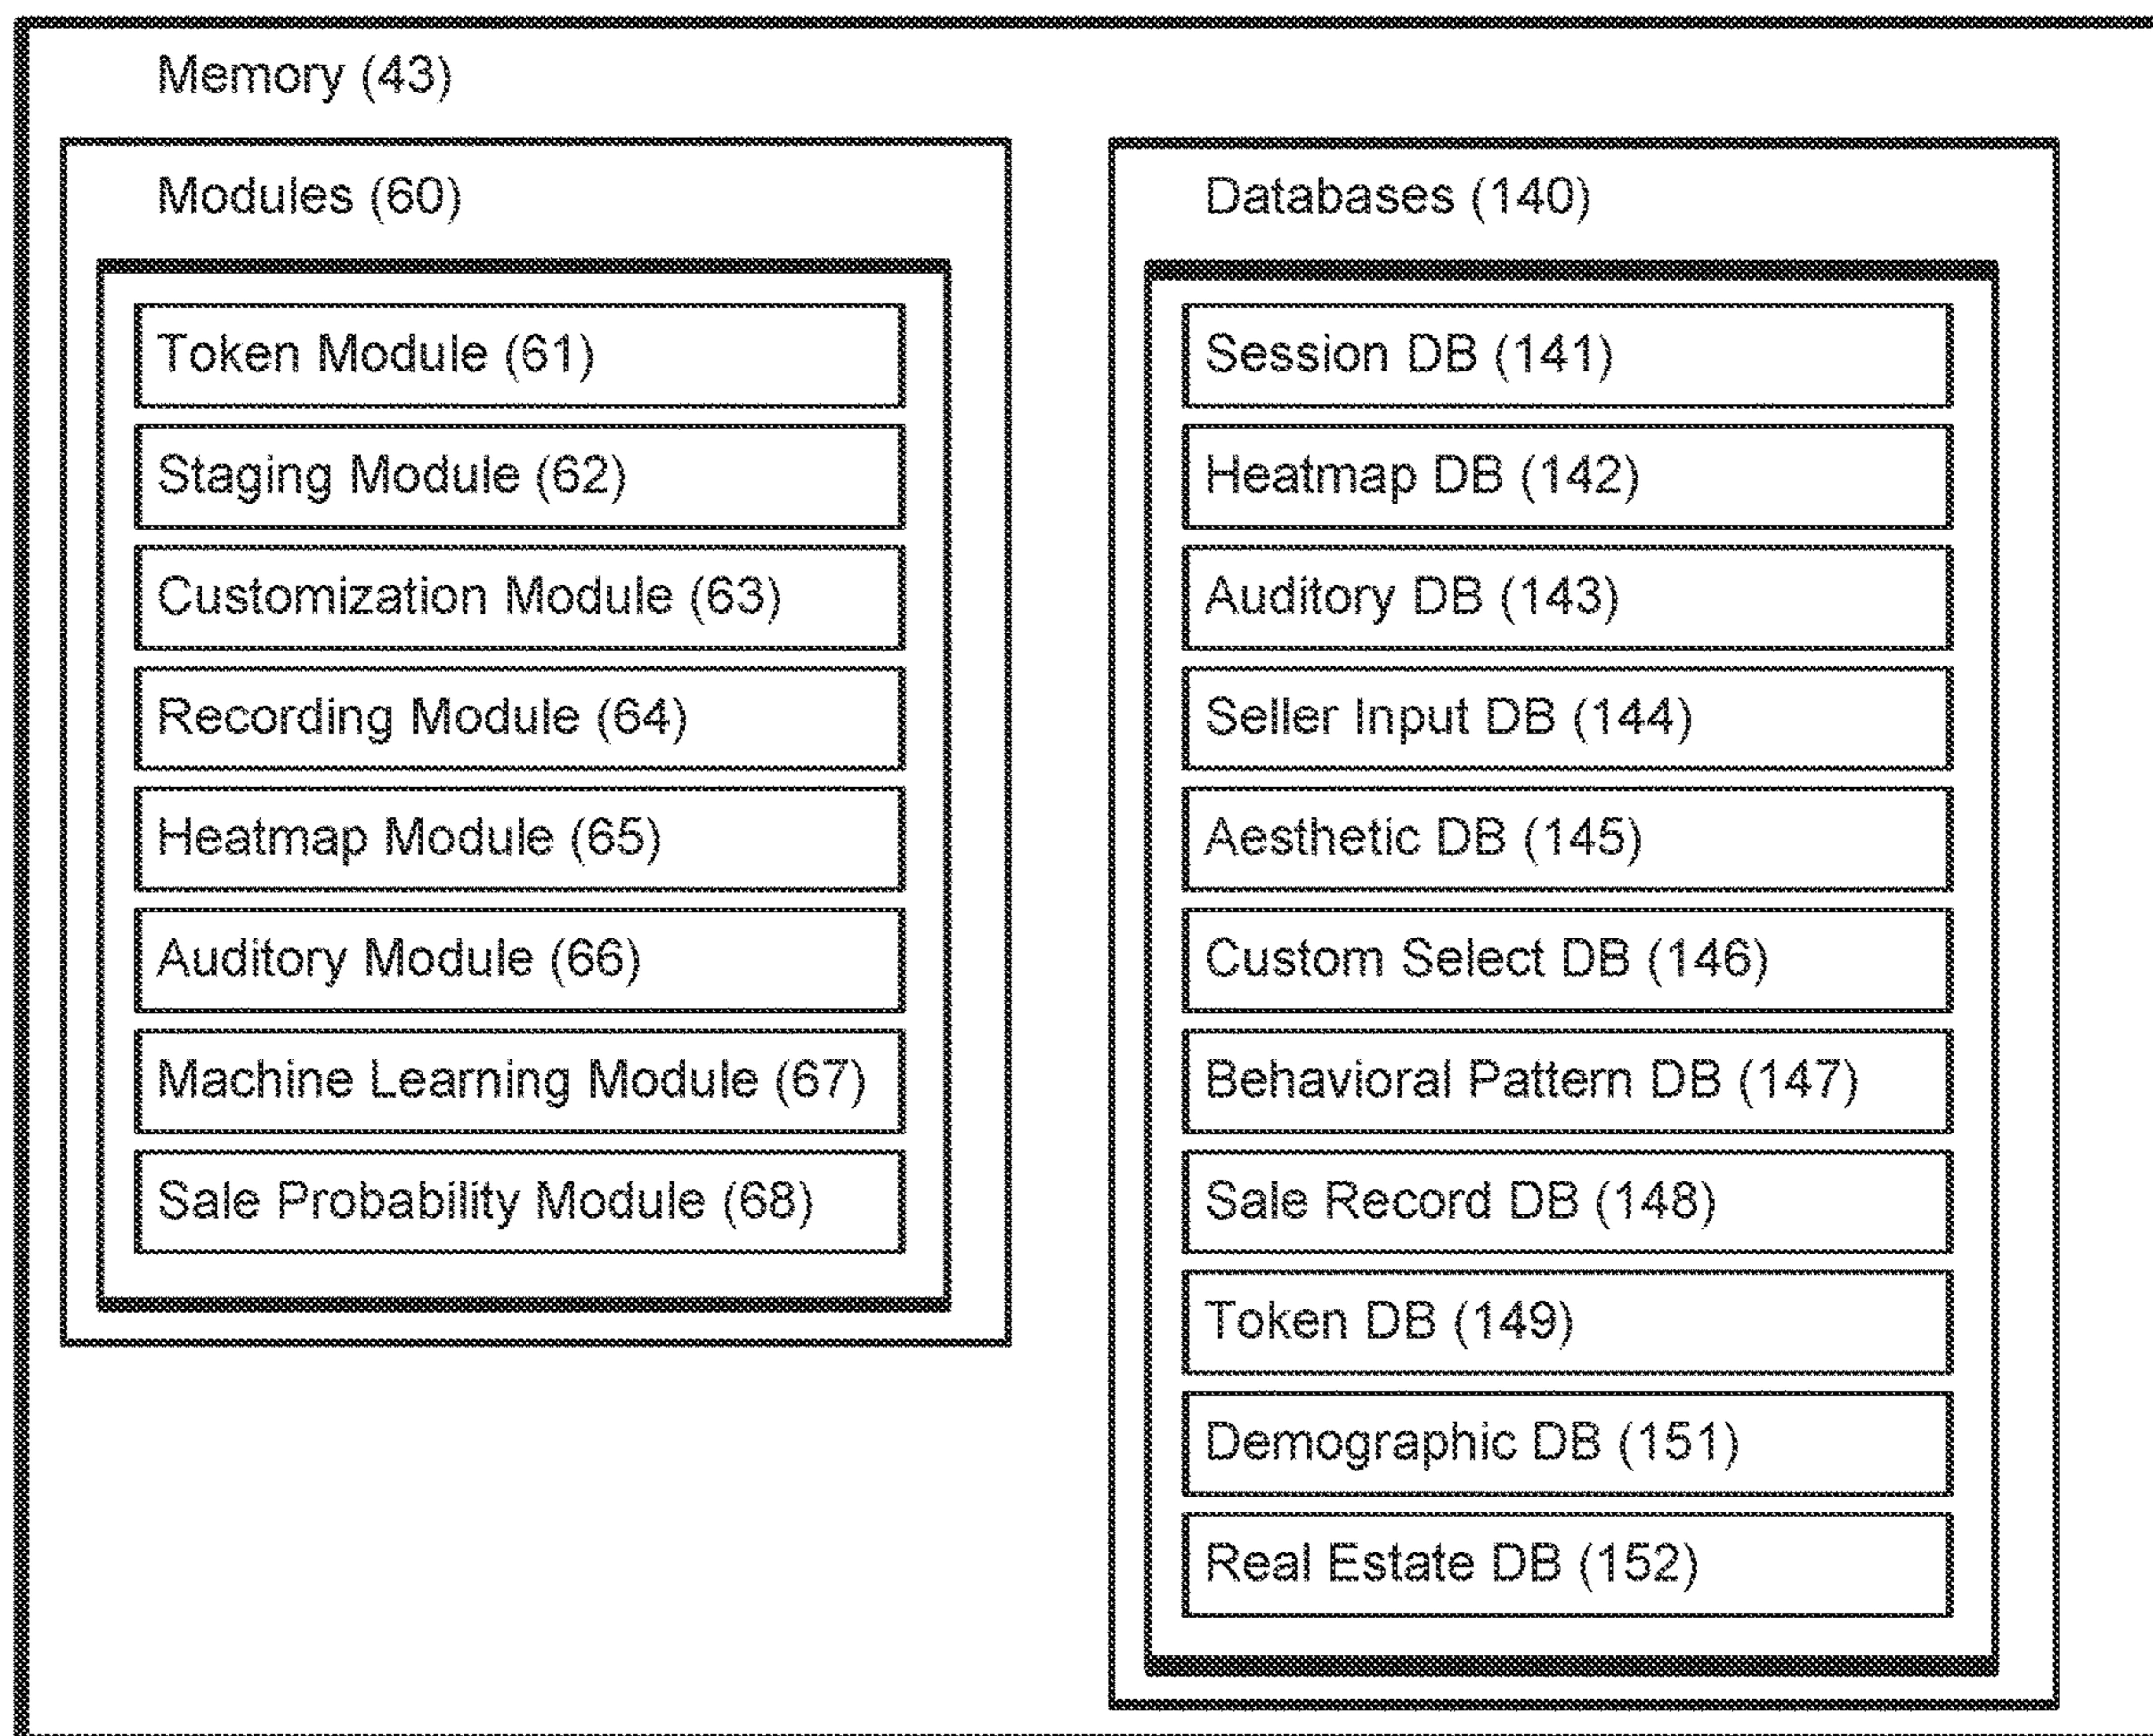 Memory (43)
Modules (60)
Token Module (61)
Staging Module (62)
Customization Module (63)
Recording Module (64)
Heatmap Module (65)
Auditory Module (66)
Machine Learning Module (67)
Sale Probability Module (68)
Databases (140)
Session DB (141)
Heatmap DB (142)
Auditory DB (143)
Seller Input DB (144)
Aesthetic DB (145)
Custom Select DB (146)
Behavioral Pattern DB (147)
Sale Record DB (148)
Token DB (149)
Demographic DB (151)
Real Estate DB (152)